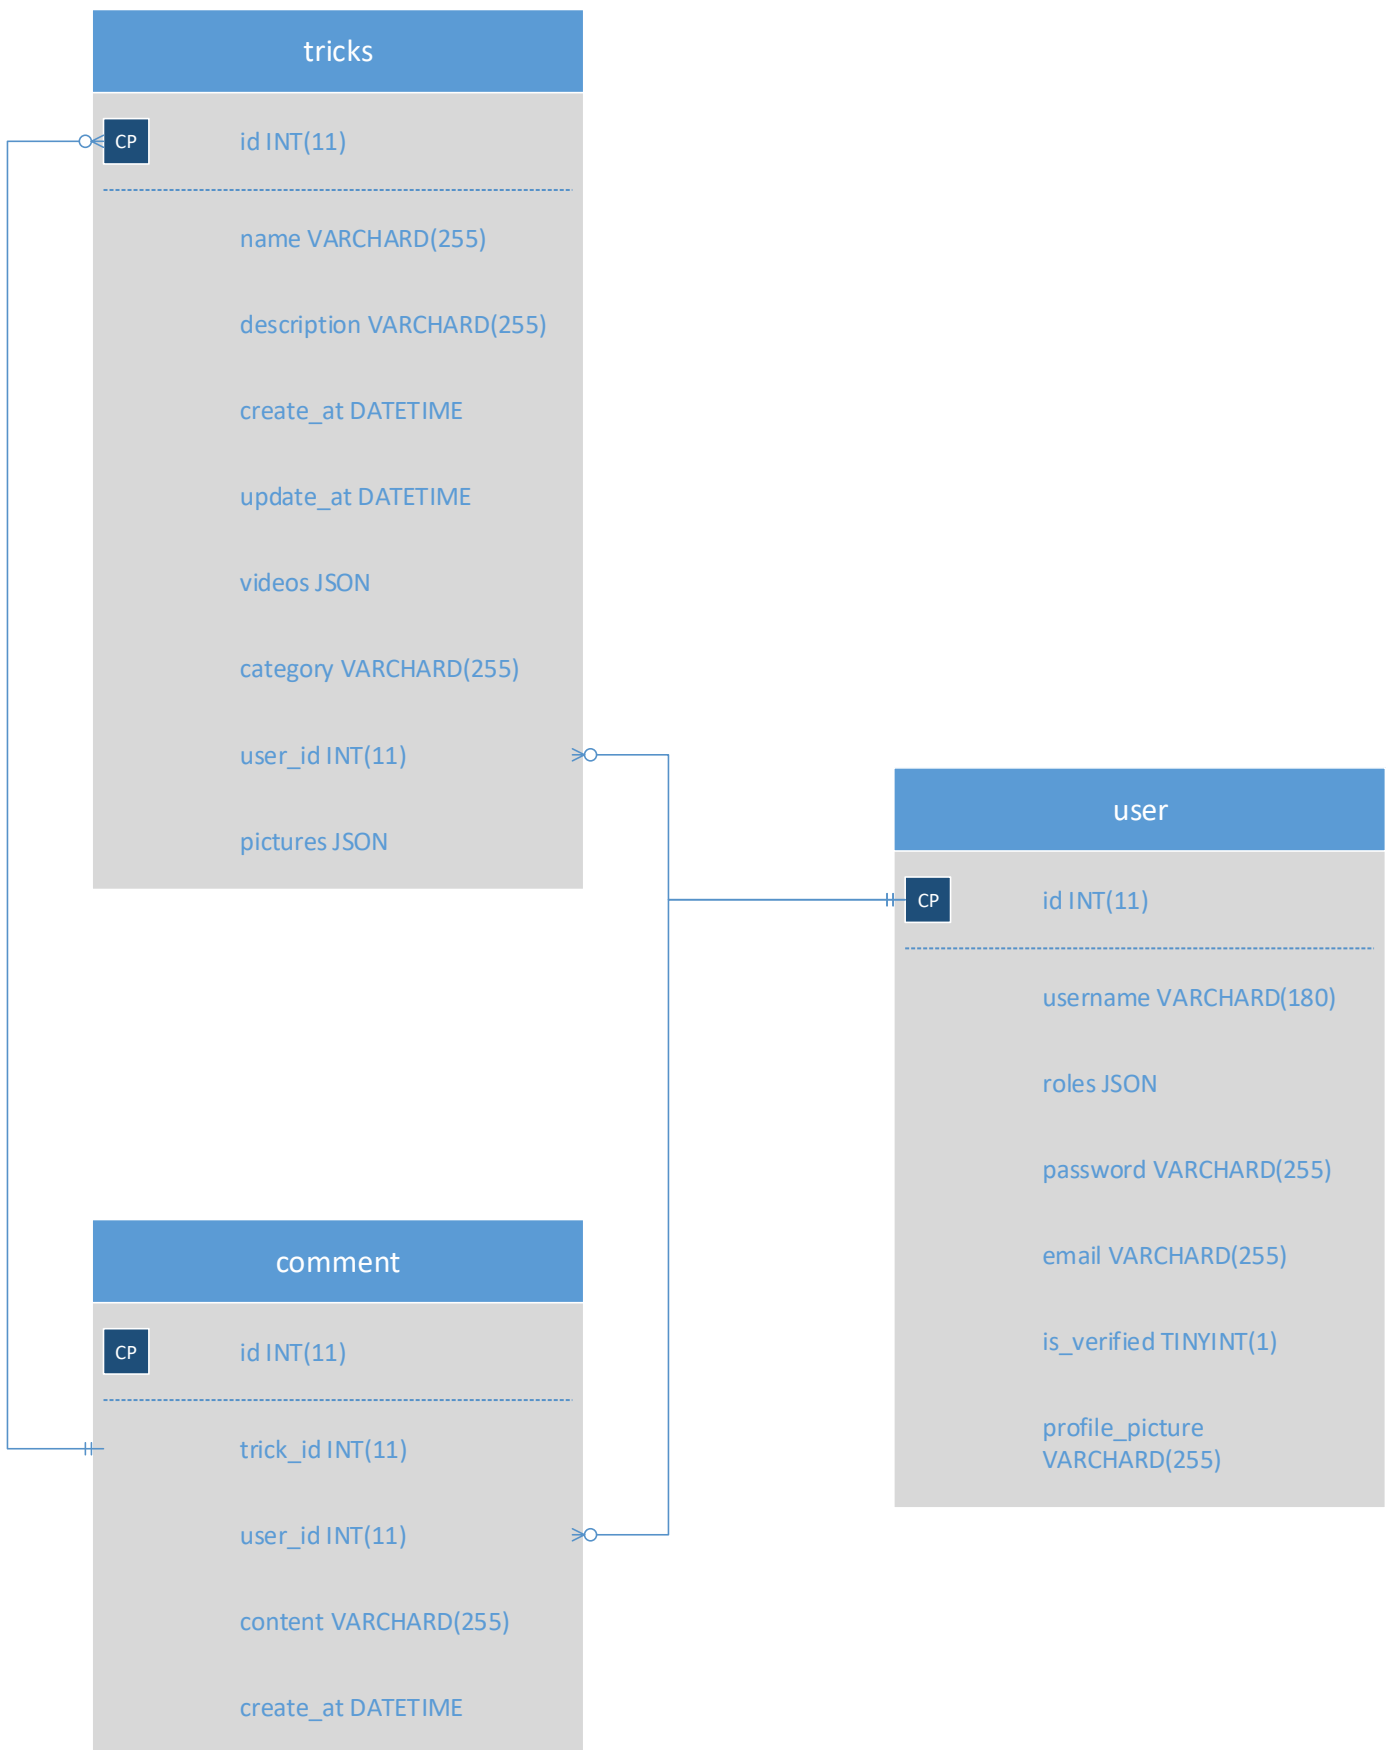 tricks
CP
id INT(11)
name VARCHARD(255)
description VARCHARD(255)
create_at DATETIME
update_at DATETIME
videos JSON
category VARCHARD(255)
user_id INT(11)
pictures JSON
user
CP
id INT(11)
username VARCHARD(180)
roles JSON
password VARCHARD(255)
email VARCHARD(255)
is_verified TINYINT(1)
profile_picture
VARCHARD(255)
comment
CP
id INT(11)
trick_id INT(11)
user_id INT(11)
content VARCHARD(255)
create_at DATETIME